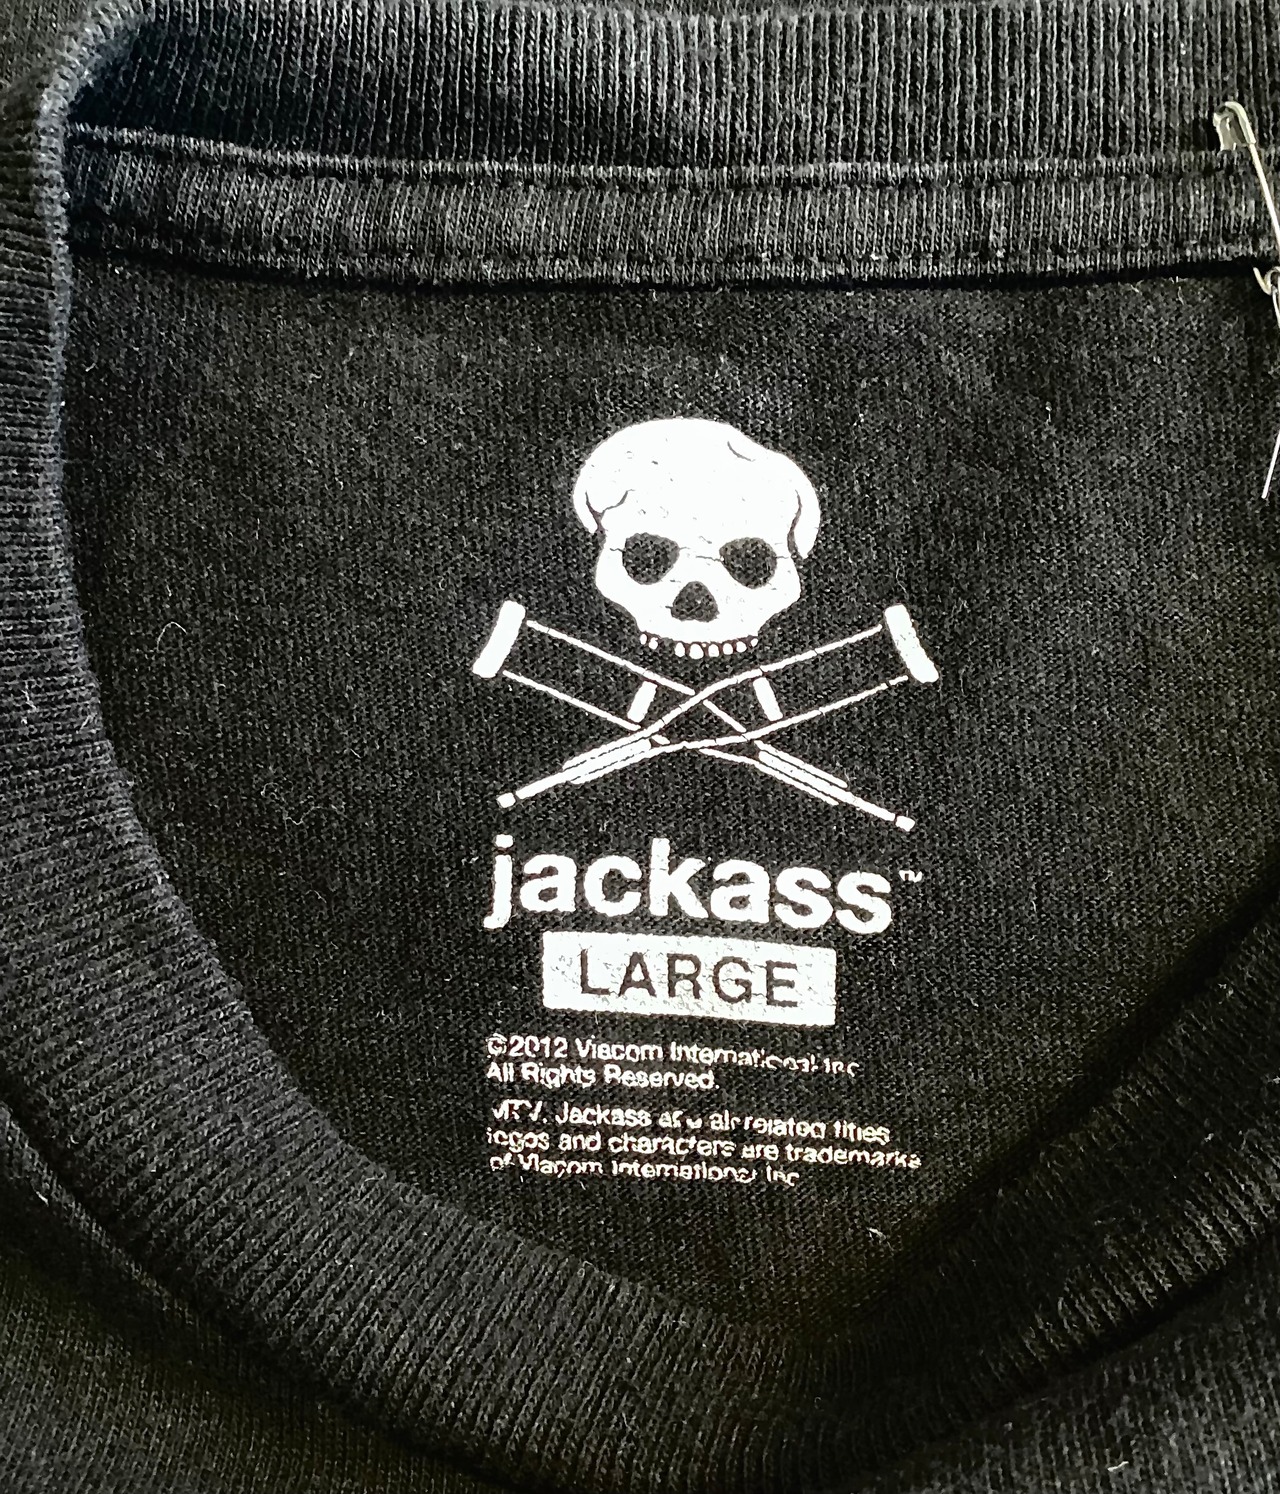 jackass™
LARGE
©2012 Viacom International Inc
All Rights Reserved.
MTV, Jackass all related titles
logos and characters are trademarks
of Viacom International Inc